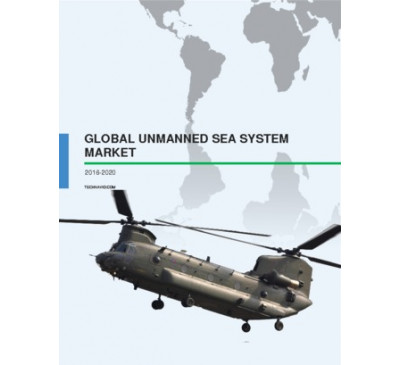 GLOBAL UNMANNED SEA SYSTEM
MARKET
2016-2020
TECHNAVIO.COM